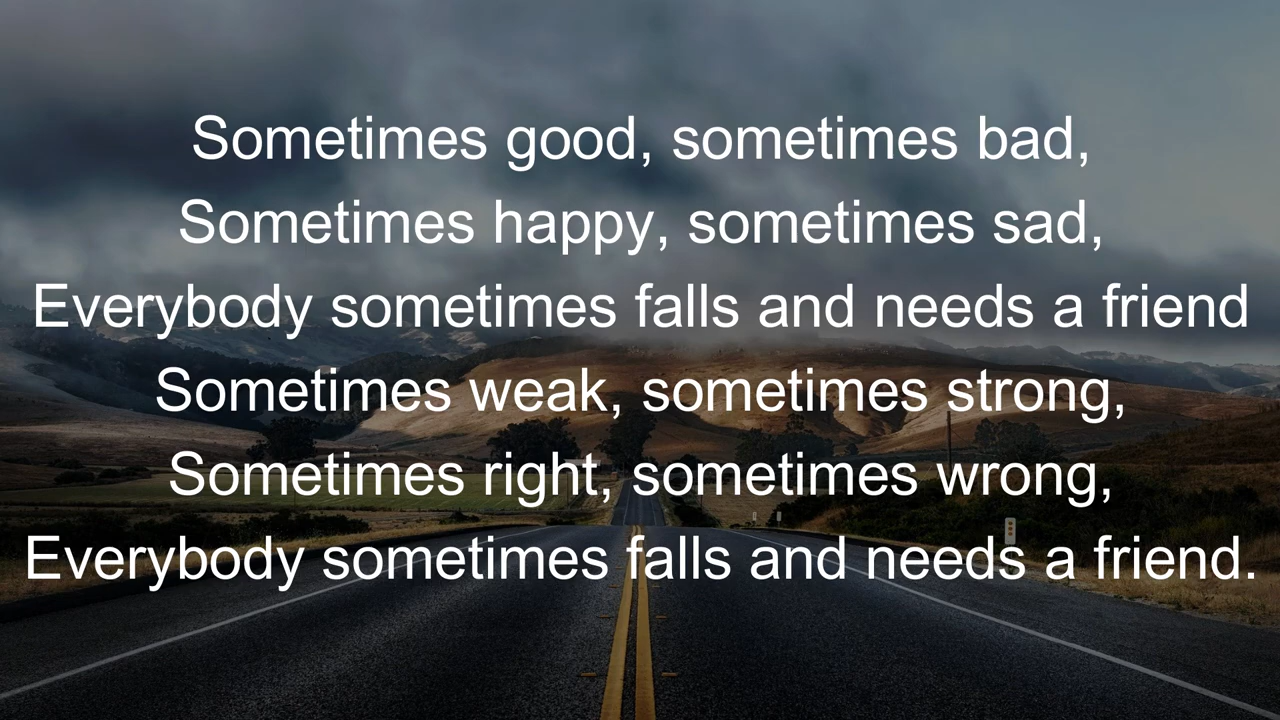 Sometimes good, sometimes bad,
Sometimes happy, sometimes sad,
Everybody sometimes falls and needs a friend
Sometimes weak, sometimes strong,
Sometimes right, sometimes wrong,
Everybody sometimes falls and needs a friend.